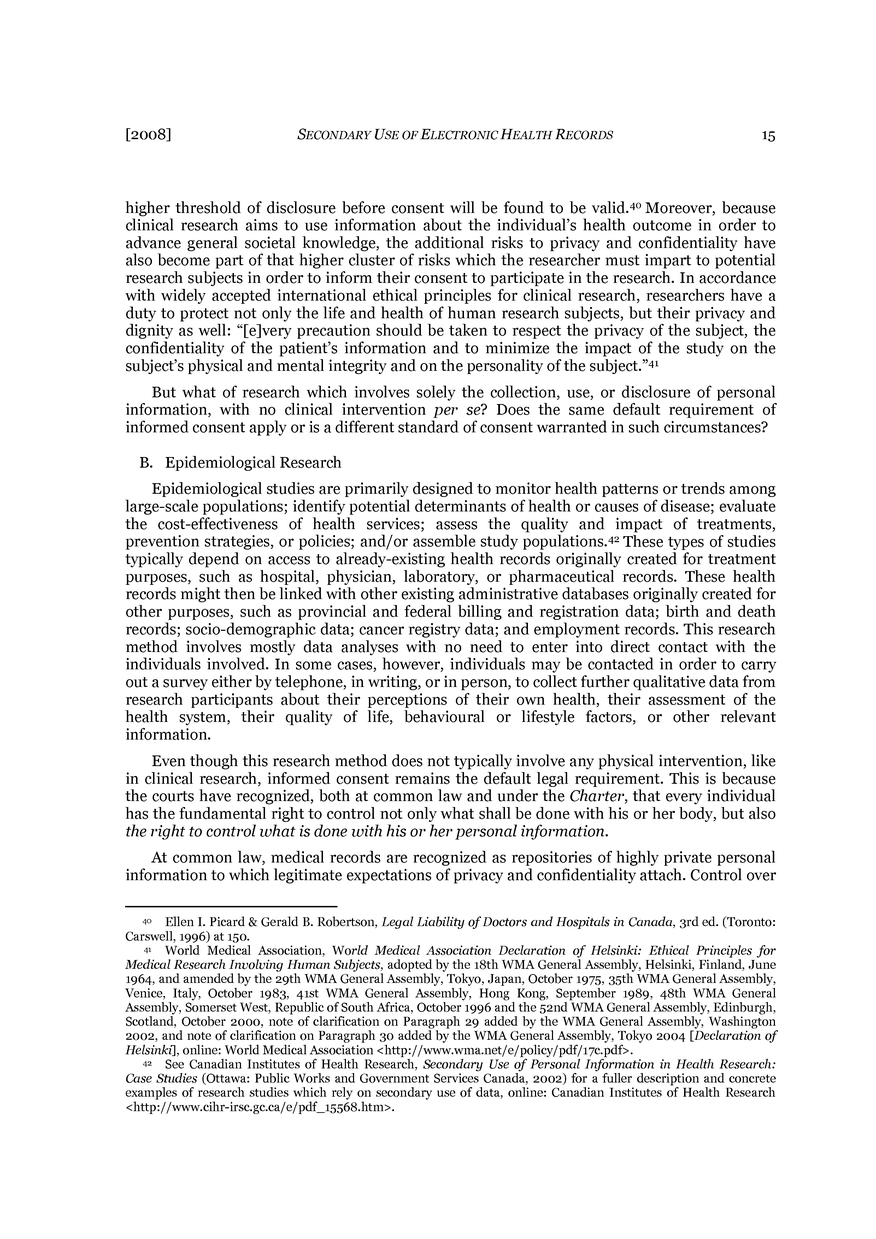 [2008] SECONDARY USE OF ELECTRONIC HEALTH RECORDS 15
higher threshold of disclosure before consent will be found to be valid.40 Moreover, because
clinical research aims to use information about the individual’s health outcome in order to
advance general societal knowledge, the additional risks to privacy and confidentiality have
also become part of that higher cluster of risks which the researcher must impart to potential
research subjects in order to inform their consent to participate in the research. In accordance
with widely accepted international ethical principles for clinical research, researchers have a
duty to protect not only the life and health of human research subjects, but their privacy and
dignity as well: “[e]very precaution should be taken to respect the privacy of the subject, the
confidentiality of the patient’s information and to minimize the impact of the study on the
subject’s physical and mental integrity and on the personality of the subject.”41
But what of research which involves solely the collection, use, or disclosure of personal
information, with no clinical intervention per se? Does the same default requirement of
informed consent apply or is a different standard of consent warranted in such circumstances?
B. Epidemiological Research
Epidemiological studies are primarily designed to monitor health patterns or trends among
large-scale populations; identify potential determinants of health or causes of disease; evaluate
the cost-effectiveness of health services; assess the quality and impact of treatments,
prevention strategies, or policies; and/or assemble study populations.42 These types of studies
typically depend on access to already-existing health records originally created for treatment
purposes, such as hospital, physician, laboratory, or pharmaceutical records. These health
records might then be linked with other existing administrative databases originally created for
other purposes, such as provincial and federal billing and registration data; birth and death
records; socio-demographic data; cancer registry data; and employment records. This research
method involves mostly data analyses with no need to enter into direct contact with the
individuals involved. In some cases, however, individuals may be contacted in order to carry
out a survey either by telephone, in writing, or in person, to collect further qualitative data from
research participants about their perceptions of their own health, their assessment of the
health system, their quality of life, behavioural or lifestyle factors, or other relevant
information.
Even though this research method does not typically involve any physical intervention, like
in clinical research, informed consent remains the default legal requirement. This is because
the courts have recognized, both at common law and under the Charter, that every individual
has the fundamental right to control not only what shall be done with his or her body, but also
the right to control what is done with his or her personal information.
At common law, medical records are recognized as repositories of highly private personal
information to which legitimate expectations of privacy and confidentiality attach. Control over
40 Ellen I. Picard & Gerald B. Robertson, Legal Liability of Doctors and Hospitals in Canada, 3rd ed. (Toronto:
Carswell, 1996) at 150.
41 World Medical Association, World Medical Association Declaration of Helsinki: Ethical Principles for
Medical Research Involving Human Subjects, adopted by the 18th WMA General Assembly, Helsinki, Finland, June
1964, and amended by the 29th WMA General Assembly, Tokyo, Japan, October 1975, 35th WMA General Assembly,
Venice, Italy, October 1983, 41st WMA General Assembly, Hong Kong, September 1989, 48th WMA General
Assembly, Somerset West, Republic of South Africa, October 1996 and the 52nd WMA General Assembly, Edinburgh,
Scotland, October 2000, note of clarification on Paragraph 29 added by the WMA General Assembly, Washington
2002, and note of clarification on Paragraph 30 added by the WMA General Assembly, Tokyo 2004 [Declaration of
Helsinki], online: World Medical Association <http://www.wma.net/e/policy/pdf/17c.pdf>.
42 See Canadian Institutes of Health Research, Secondary Use of Personal Information in Health Research:
Case Studies (Ottawa: Public Works and Government Services Canada, 2002) for a fuller description and concrete
examples of research studies which rely on secondary use of data, online: Canadian Institutes of Health Research
<http://www.cihr-irsc.gc.ca/e/pdf_15568.htm>.